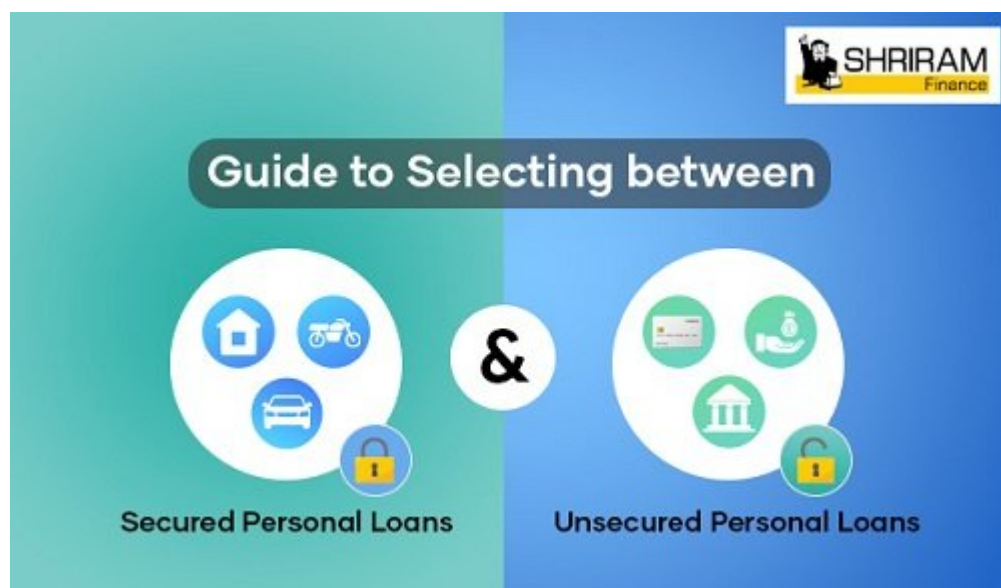 SHRIRAM
Finance
Guide to Selecting between
&
Secured Personal Loans
Unsecured Personal Loans